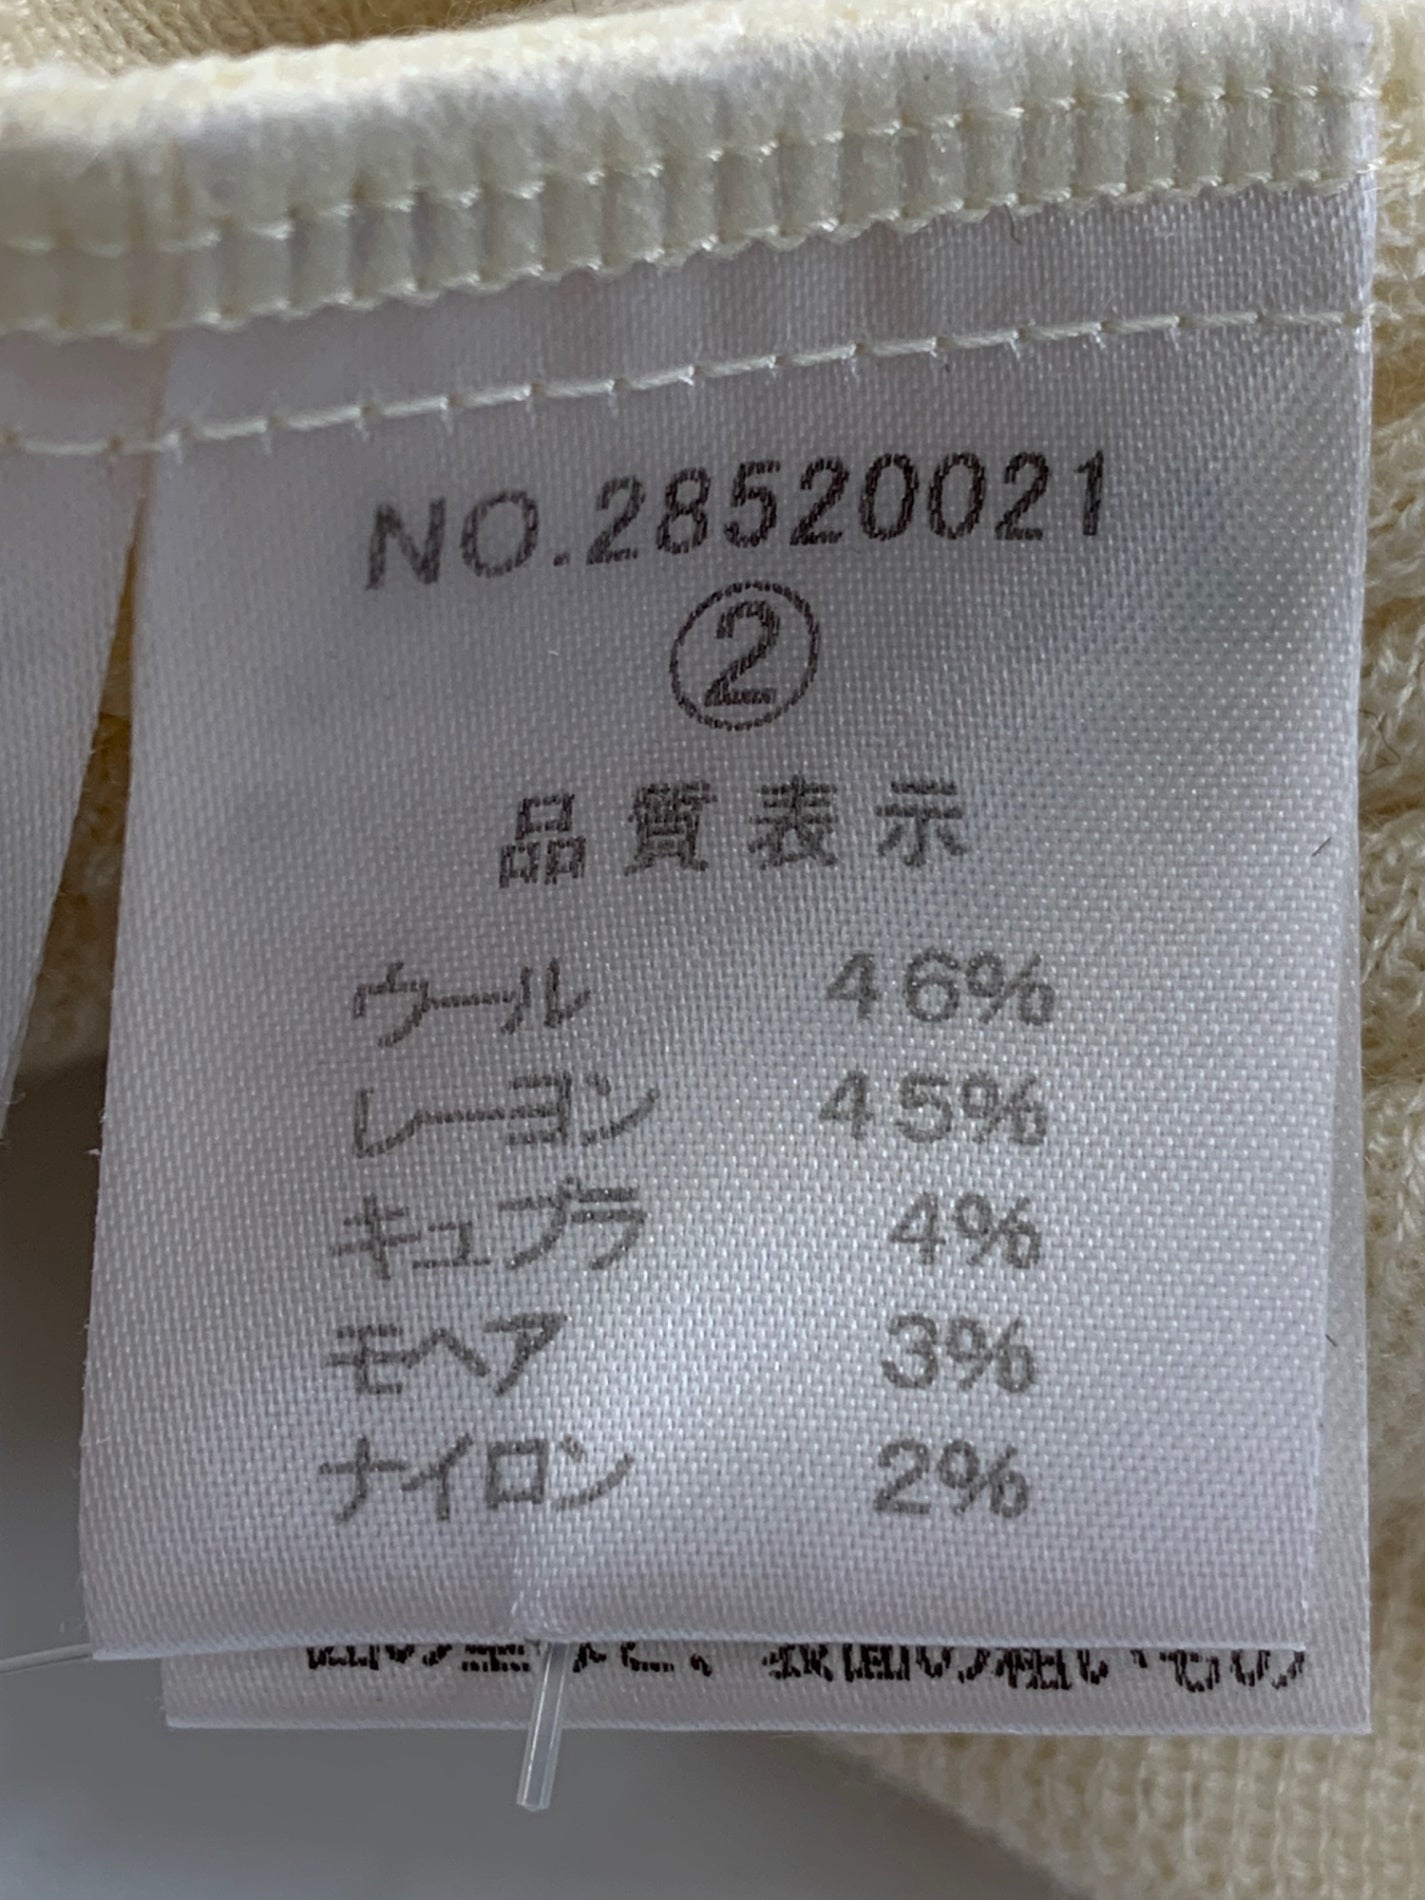 NO.28520021
②
品質表示
ウール 46%
レーヨン 45%
キュプラ 4%
モヘア 3%
ナイロン 2%